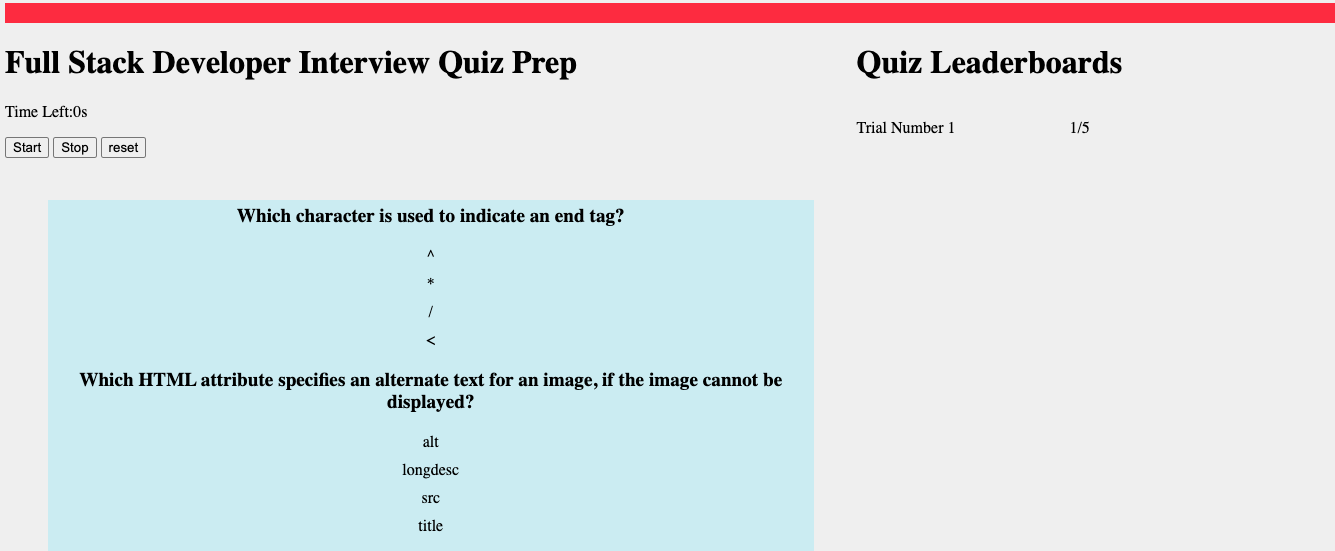 Full Stack Developer Interview Quiz Prep
Time Left:0s
Start Stop reset
Quiz Leaderboards
Trial Number 1 1/5
Which character is used to indicate an end tag?
^
*
/
<
Which HTML attribute specifies an alternate text for an image, if the image cannot be
displayed?
alt
longdesc
src
title